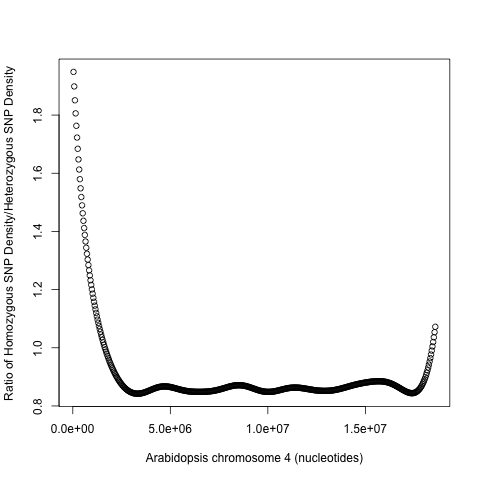 Ratio of Homozygous SNP Density/Heterozygous SNP Density
1.8
1.6
1.4
1.2
1.0
0.8
0.0e+00 5.0e+06 1.0e+07 1.5e+07
Arabidopsis chromosome 4 (nucleotides)